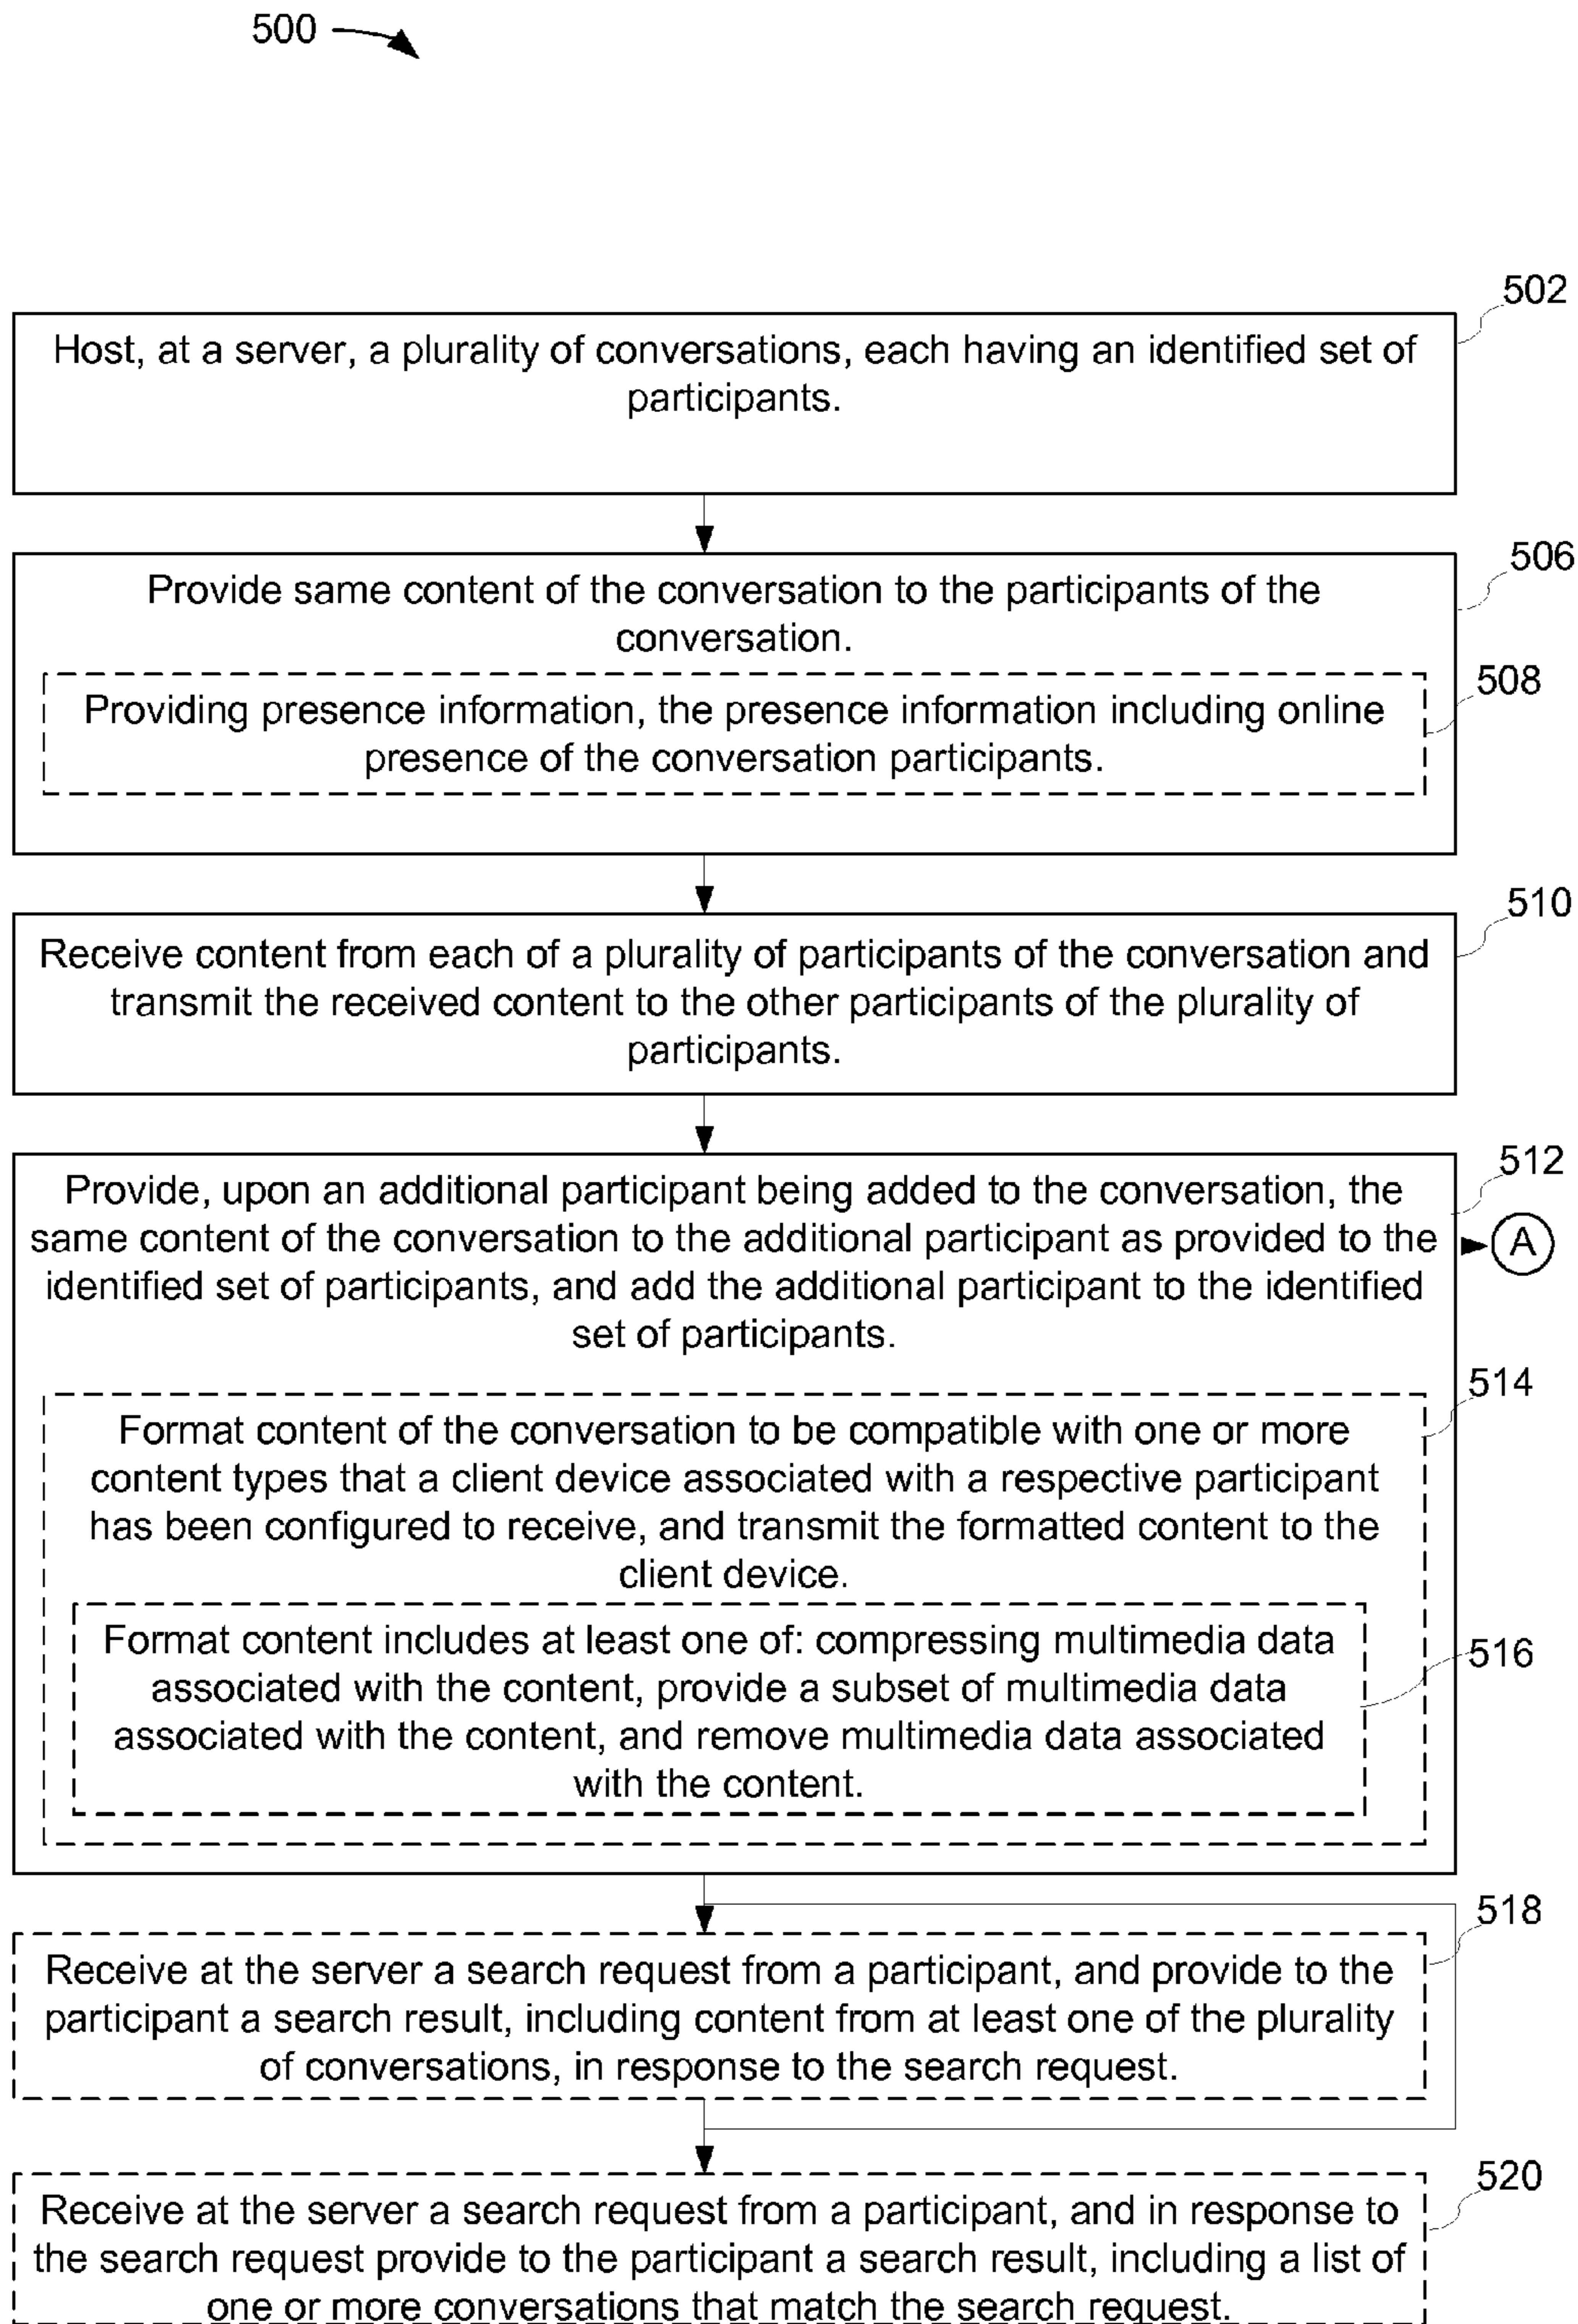 500
502
Host, at a server, a plurality of conversations, each having an identified set of
participants.
506
Provide same content of the conversation to the participants of the
conversation.
508
Providing presence information, the presence information including online
presence of the conversation participants.
510
Receive content from each of a plurality of participants of the conversation and
transmit the received content to the other participants of the plurality of
participants.
512
Provide, upon an additional participant being added to the conversation, the
same content of the conversation to the additional participant as provided to the
identified set of participants, and add the additional participant to the identified
set of participants.
A
514
Format content of the conversation to be compatible with one or more
content types that a client device associated with a respective participant
has been configured to receive, and transmit the formatted content to the
client device.
516
Format content includes at least one of: compressing multimedia data
associated with the content, provide a subset of multimedia data
associated with the content, and remove multimedia data associated
with the content.
518
Receive at the server a search request from a participant, and provide to the
participant a search result, including content from at least one of the plurality
of conversations, in response to the search request.
520
Receive at the server a search request from a participant, and in response to
the search request provide to the participant a search result, including a list of
one or more conversations that match the search request.